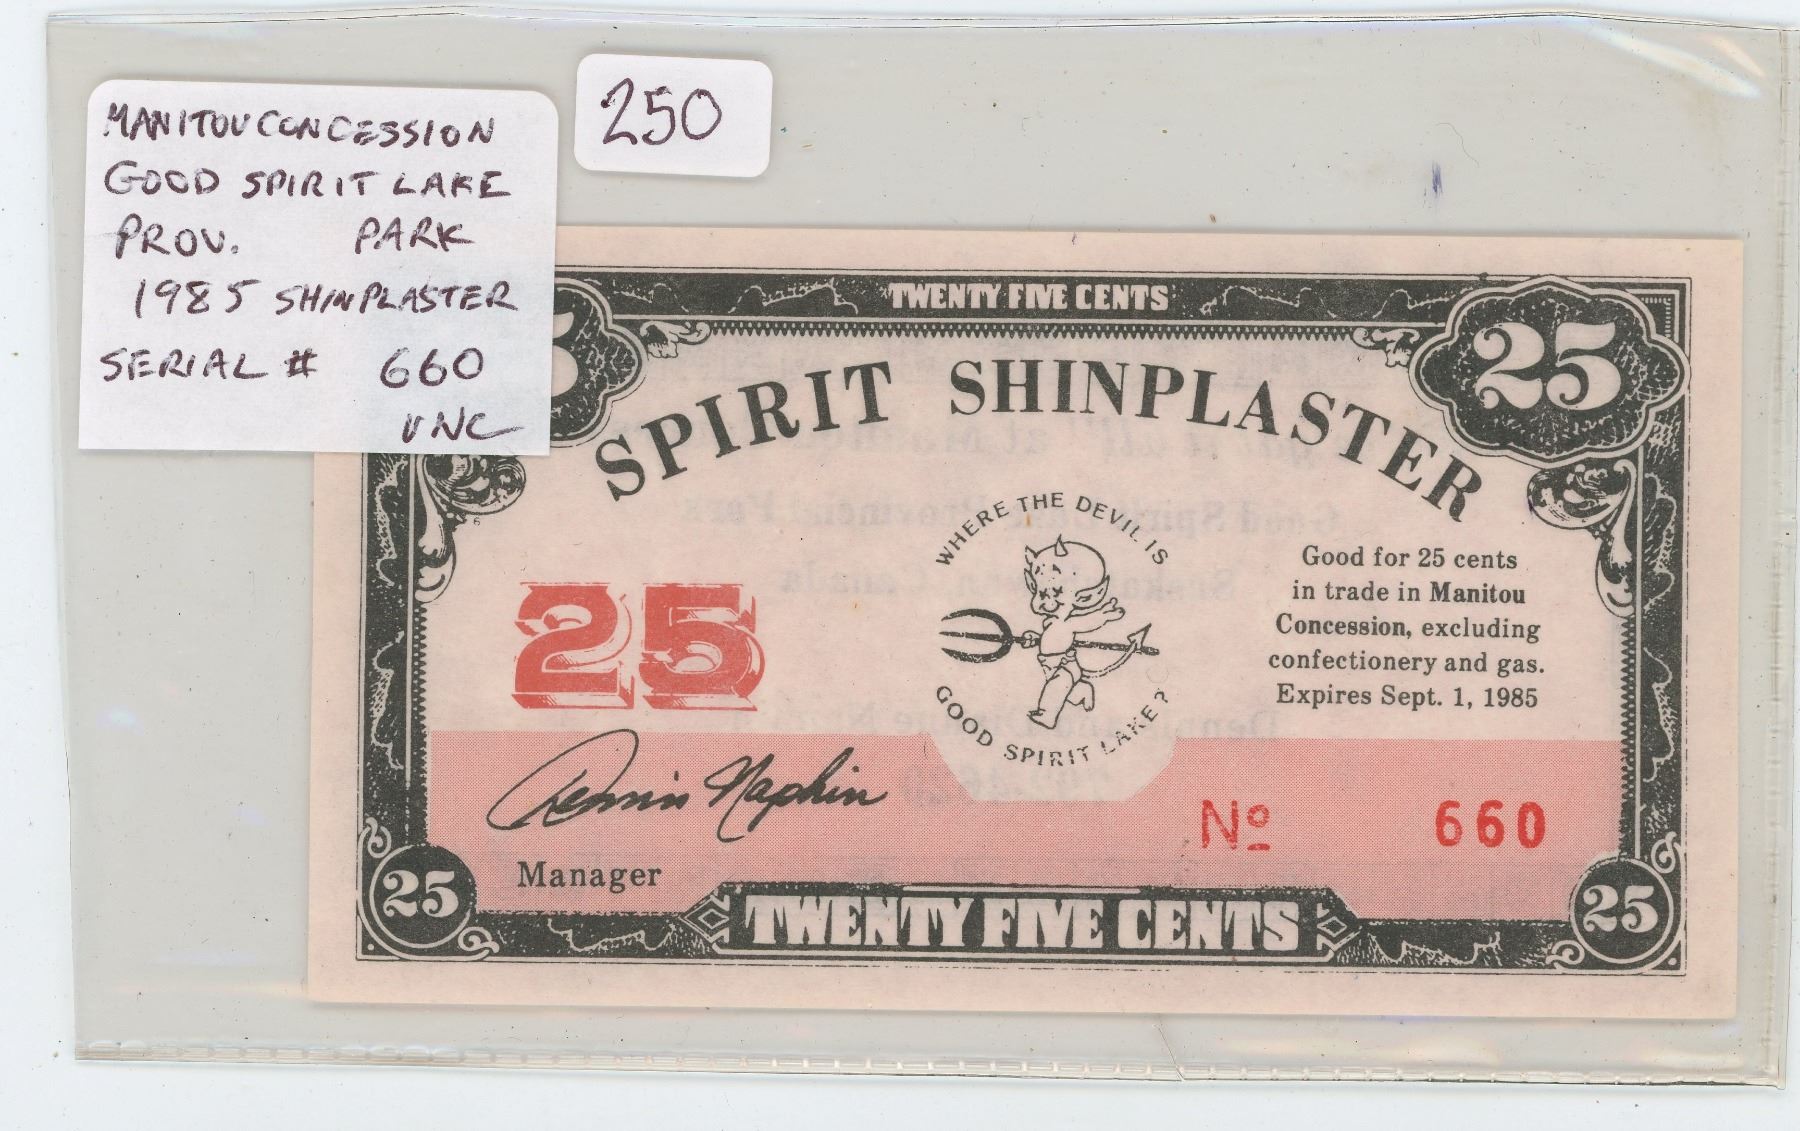 MANITOU CONCESSION
GOOD SPIRIT LAKE
PROV. PARK
1985 SHINPLASTER
SERIAL # 660
UNC
250
TWENTY FIVE CENTS
25
SPIRIT SHINPLASTER
WHERE THE DEVIL IS
GOOD SPIRIT LAKE?
25
Good for 25 cents
in trade in Manitou
Concession, excluding
confectionery and gas.
Expires Sept. 1, 1985
Manager
No 660
25
TWENTY FIVE CENTS
25